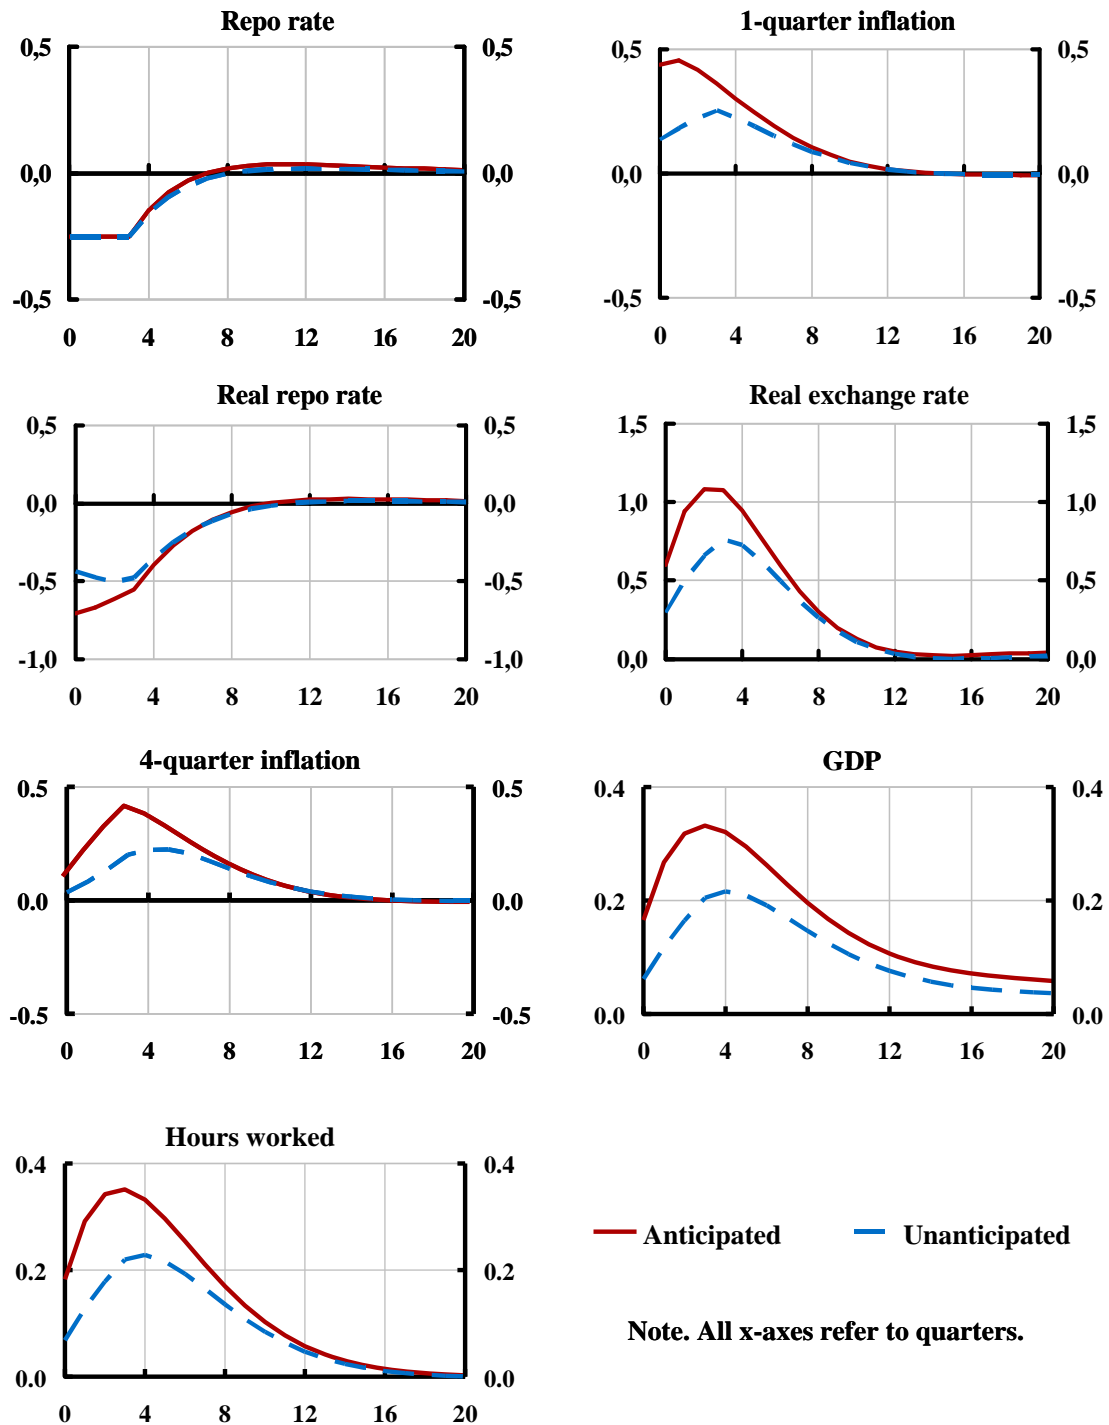 Repo rate
0,5 0,5
0,0 0,0
-0,5 -0,5
0 4 8 12 16 20
1-quarter inflation
0,5 0,5
0,0 0,0
-0,5 -0,5
0 4 8 12 16 20
Real repo rate
0,5 0,5
0,0 0,0
-0,5 -0,5
-1,0 -1,0
0 4 8 12 16 20
Real exchange rate
1,5 1,5
1,0 1,0
0,5 0,5
0,0 0,0
0 4 8 12 16 20
4-quarter inflation
0.5 0.5
0.0 0.0
-0.5 -0.5
0 4 8 12 16 20
GDP
0.4 0.4
0.2 0.2
0.0 0.0
0 4 8 12 16 20
Hours worked
0.4 0.4
0.2 0.2
0.0 0.0
0 4 8 12 16 20
Anticipated Unanticipated
Note. All x-axes refer to quarters.